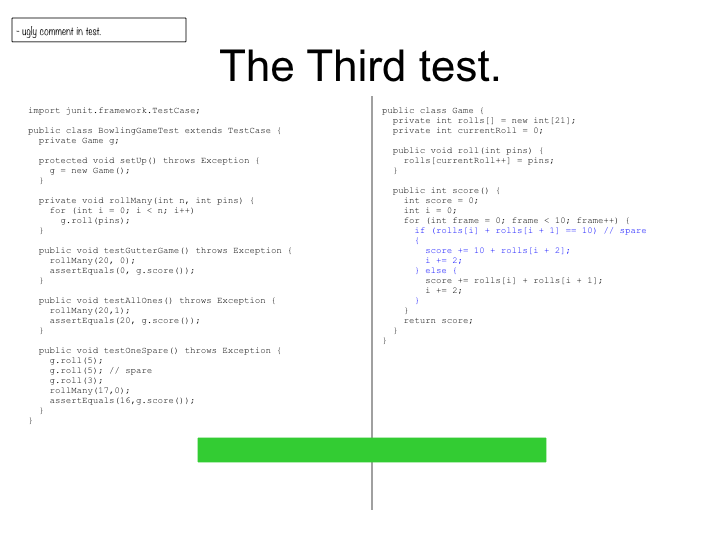 - ugly comment in test.
The Third test.
import junit.framework.TestCase;
public class BowlingGameTest extends TestCase {
  private Game g;
  protected void setUp() throws Exception {
    g = new Game();
  }
  private void rollMany(int n, int pins) {
    for (int i = 0; i < n; i++)
      g.roll(pins);
  }
  public void testGutterGame() throws Exception {
    rollMany(20, 0);
    assertEquals(0, g.score());
  }
  public void testAllOnes() throws Exception {
    rollMany(20,1);
    assertEquals(20, g.score());
  }
  public void testOneSpare() throws Exception {
    g.roll(5);
    g.roll(5); // spare
    g.roll(3);
    rollMany(17,0);
    assertEquals(16,g.score());
  }
}
public class Game {
  private int rolls[] = new int[21];
  private int currentRoll = 0;
  public void roll(int pins) {
    rolls[currentRoll++] = pins;
  }
  public int score() {
    int score = 0;
    int i = 0;
    for (int frame = 0; frame < 10; frame++) {
      if (rolls[i] + rolls[i + 1] == 10) // spare
      {
        score += 10 + rolls[i + 2];
        i += 2;
      } else {
        score += rolls[i] + rolls[i + 1];
        i += 2;
      }
    }
    return score;
  }
}